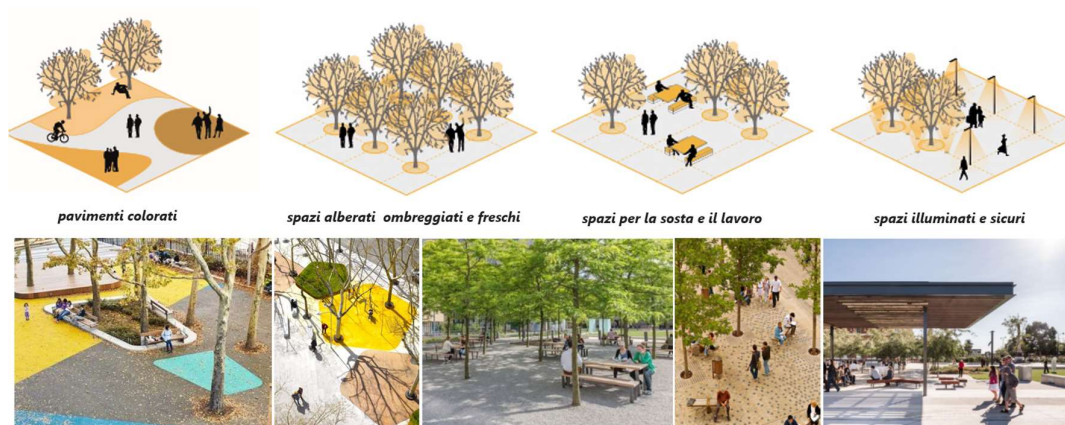 pavimenti colorati
spazi alberati ombreggiati e freschi
spazi per la sosta e il lavoro
spazi illuminati e sicuri